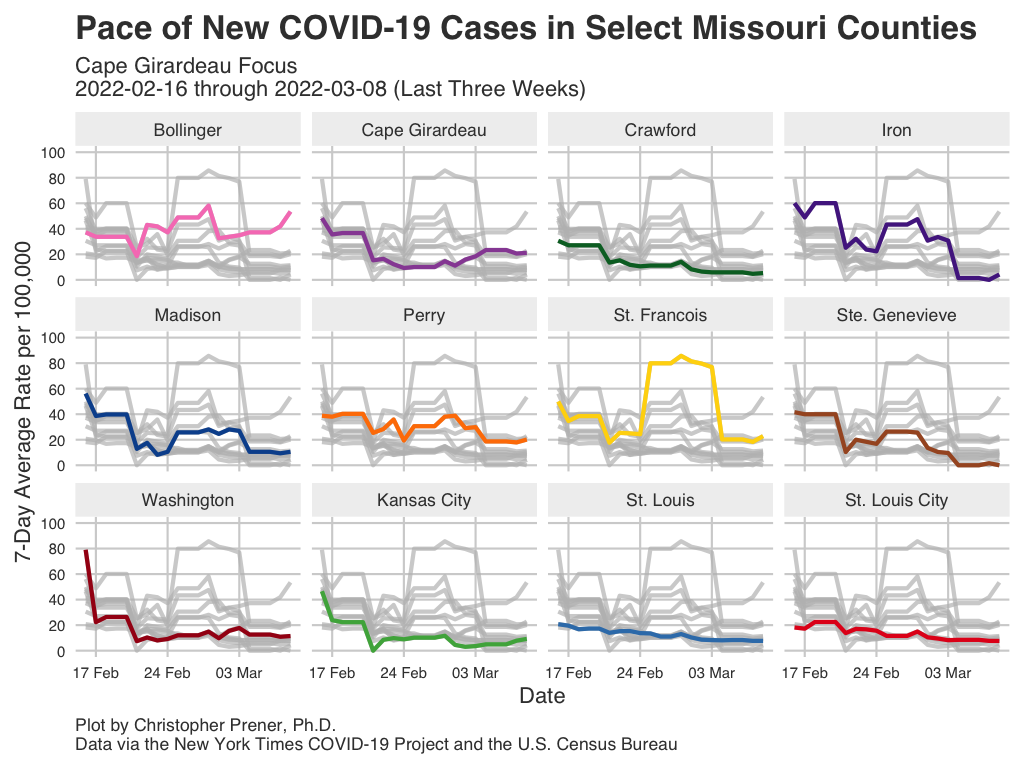 Pace of New COVID-19 Cases in Select Missouri Counties
Cape Girardeau Focus
2022-02-16 through 2022-03-08 (Last Three Weeks)
Bollinger Cape Girardeau Crawford Iron
100
80
60
40
20
0
Madison Perry St. Francois Ste. Genevieve
100
80
60
40
20
0
Washington Kansas City St. Louis St. Louis City
100
80
60
40
20
0
7-Day Average Rate per 100,000
17 Feb 24 Feb 03 Mar 17 Feb 24 Feb 03 Mar 17 Feb 24 Feb 03 Mar 17 Feb 24 Feb 03 Mar
Date
Plot by Christopher Prener, Ph.D.
Data via the New York Times COVID-19 Project and the U.S. Census Bureau